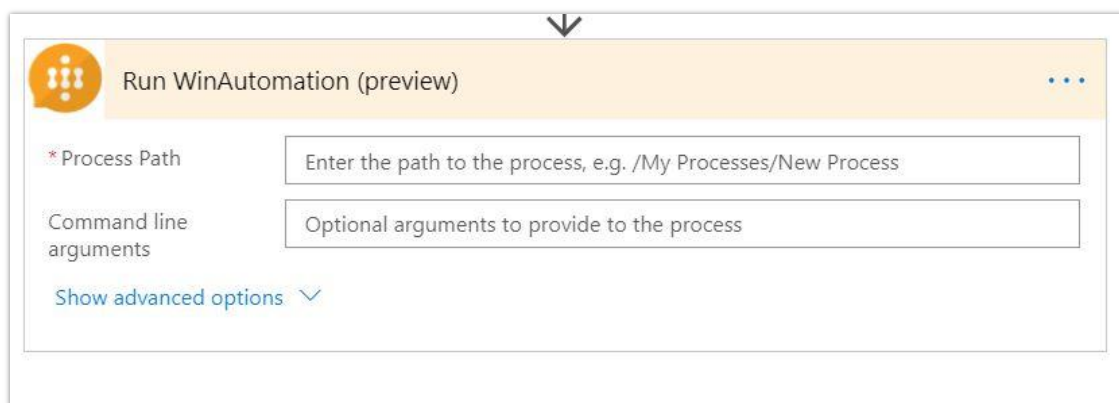 Run WinAutomation (preview)
* Process Path
Enter the path to the process, e.g. /My Processes/New Process
Command line
arguments
Optional arguments to provide to the process
Show advanced options